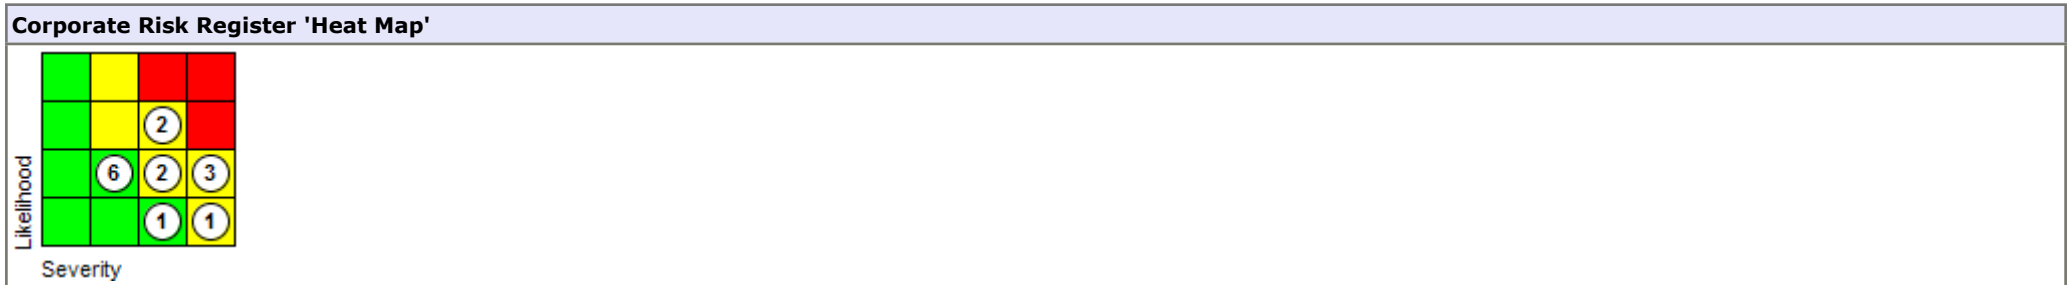 Corporate Risk Register 'Heat Map'
2
6 2 3
1 1
Likelihood
Severity